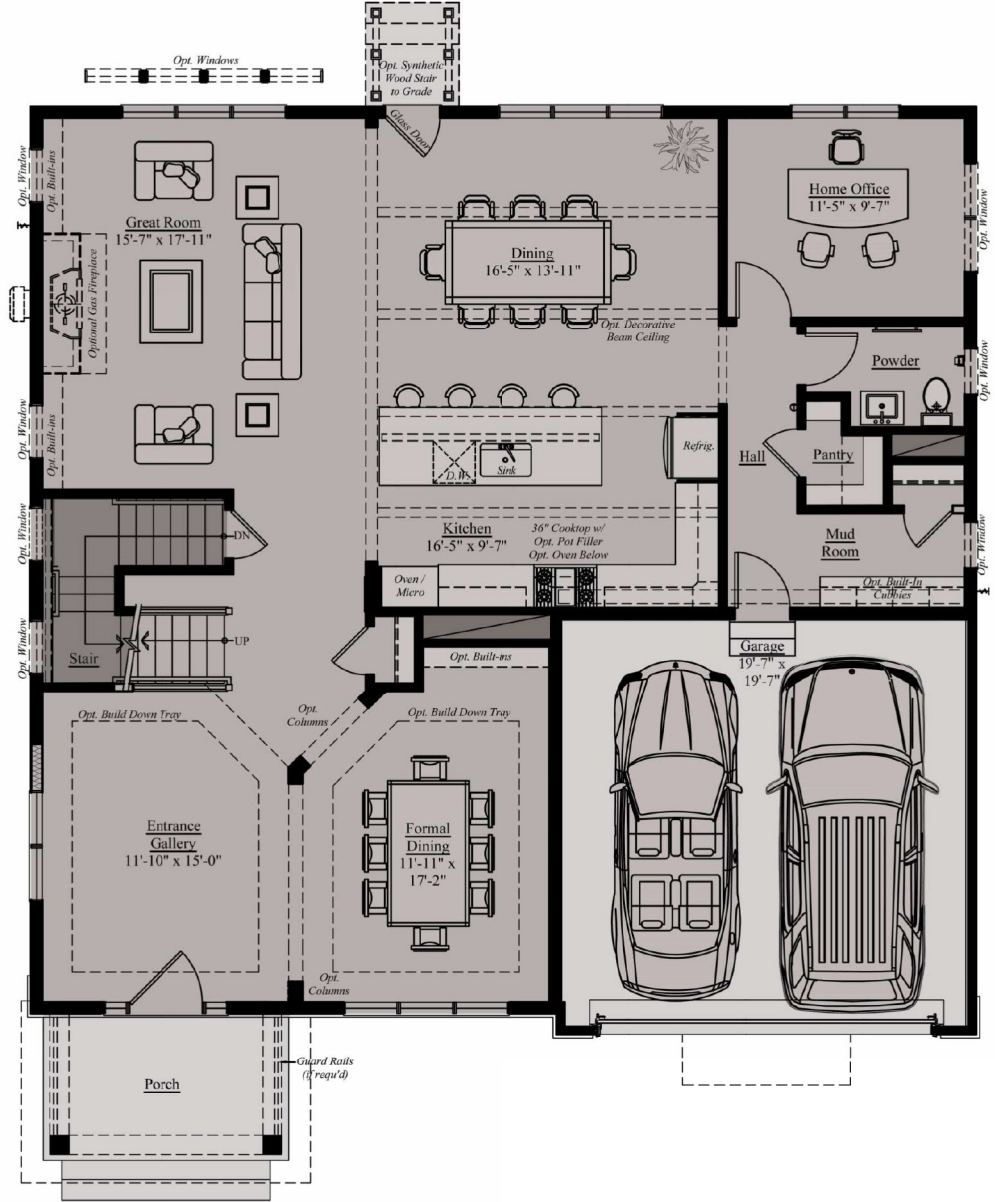 Opt. Windows
Opt. Synthetic
Wood Stair
to Grade
Glass Door
Opt. Window
Opt. Built-ins
Great Room
15'-7" x 17'-11"
Optional Gas Fireplace
Opt. Window
Opt. Built-ins
Dining
16'-5" x 13'-11"
Opt. Decorative
Beam Ceiling
Home Office
11'-5" x 9'-7"
Opt. Window
Powder
Opt. Window
Refrig.
Hall
Pantry
D.W.
Sink
Kitchen
16'-5" x 9'-7"
36" Cooktop w/
Opt. Pot Filler
Opt. Oven Below
Oven /
Micro
Mud
Room
Opt. Window
Opt. Built-In
Cubbies
Opt. Window
DN
UP
Stair
Opt. Window
Garage
19'-7" x
19'-7"
Opt. Built-ins
Opt.
Columns
Opt. Build Down Tray
Opt. Build Down Tray
Entrance
Gallery
11'-10" x 15'-0"
Formal
Dining
11'-11" x
17'-2"
Opt.
Columns
Guard Rails
(if requ'd)
Porch